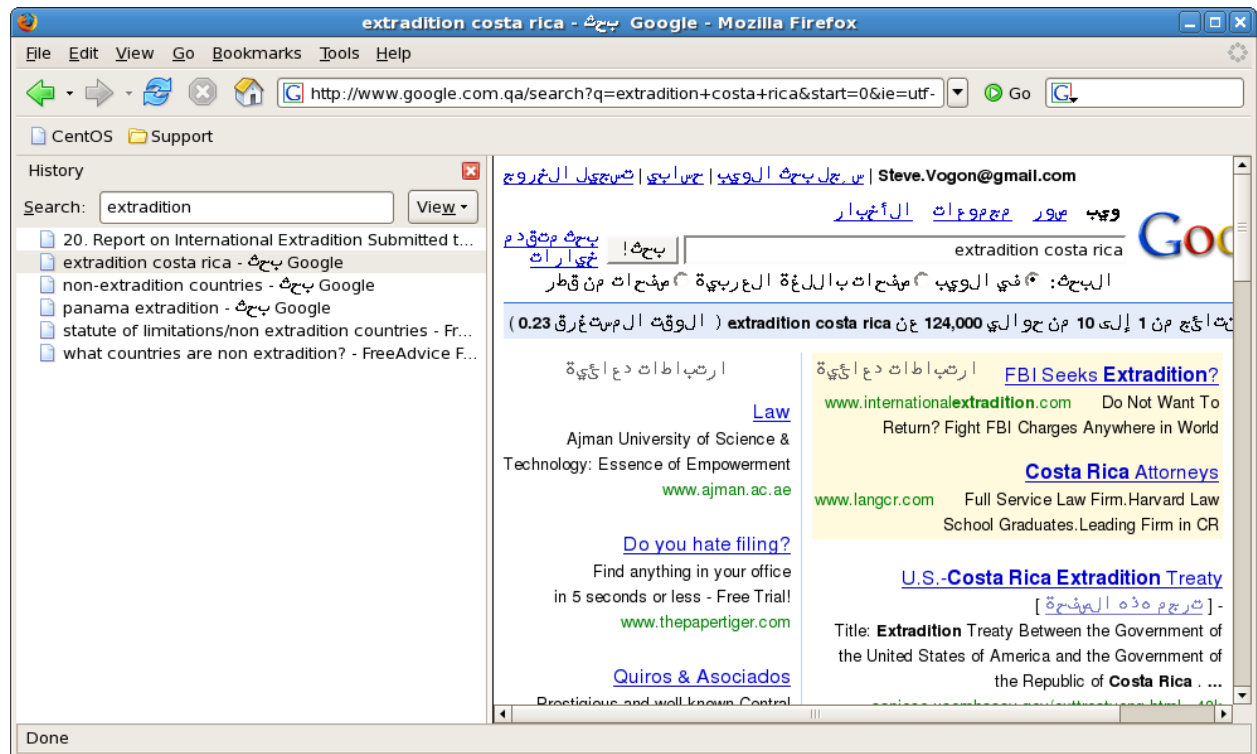 extradition costa rica - بحث Google - Mozilla Firefox
File Edit View Go Bookmarks Tools Help
http://www.google.com.qa/search?q=extradition+costa+rica&start=0&ie=utf- Go
CentOS Support
History
Search: extradition View
20. Report on International Extradition Submitted t...
extradition costa rica - بحث Google
non-extradition countries - بحث Google
panama extradition - بحث Google
statute of limitations/non extradition countries - Fr...
what countries are non extradition? - FreeAdvice F...
Steve.Vogon@gmail.com | سجل بحث الويب | حسابي | تسجيل الخروج
ويب صور مجموعات الأخبار
extradition costa rica بحث! بحث متقدم
خيارات
البحث: في الويب صفحات باللغة العربية صفحات من قطر
نتائج من 1 إلى 10 من حوالي 124,000 عن extradition costa rica ( الوقت المستغرق 0.23 )
ارتباطات دعائية
FBI Seeks Extradition?
www.internationalextradition.com Do Not Want To
Return? Fight FBI Charges Anywhere in World
Costa Rica Attorneys
www.langcr.com Full Service Law Firm.Harvard Law
School Graduates.Leading Firm in CR
U.S.-Costa Rica Extradition Treaty
- [ ترجم هذه الصفحة ]
Title: Extradition Treaty Between the Government of
the United States of America and the Government of
the Republic of Costa Rica . ...
ارتباطات دعائية
Law
Ajman University of Science &
Technology: Essence of Empowerment
www.ajman.ac.ae
Do you hate filing?
Find anything in your office
in 5 seconds or less - Free Trial!
www.thepapertiger.com
Quiros & Asociados
Prestigious and well known Central
Done